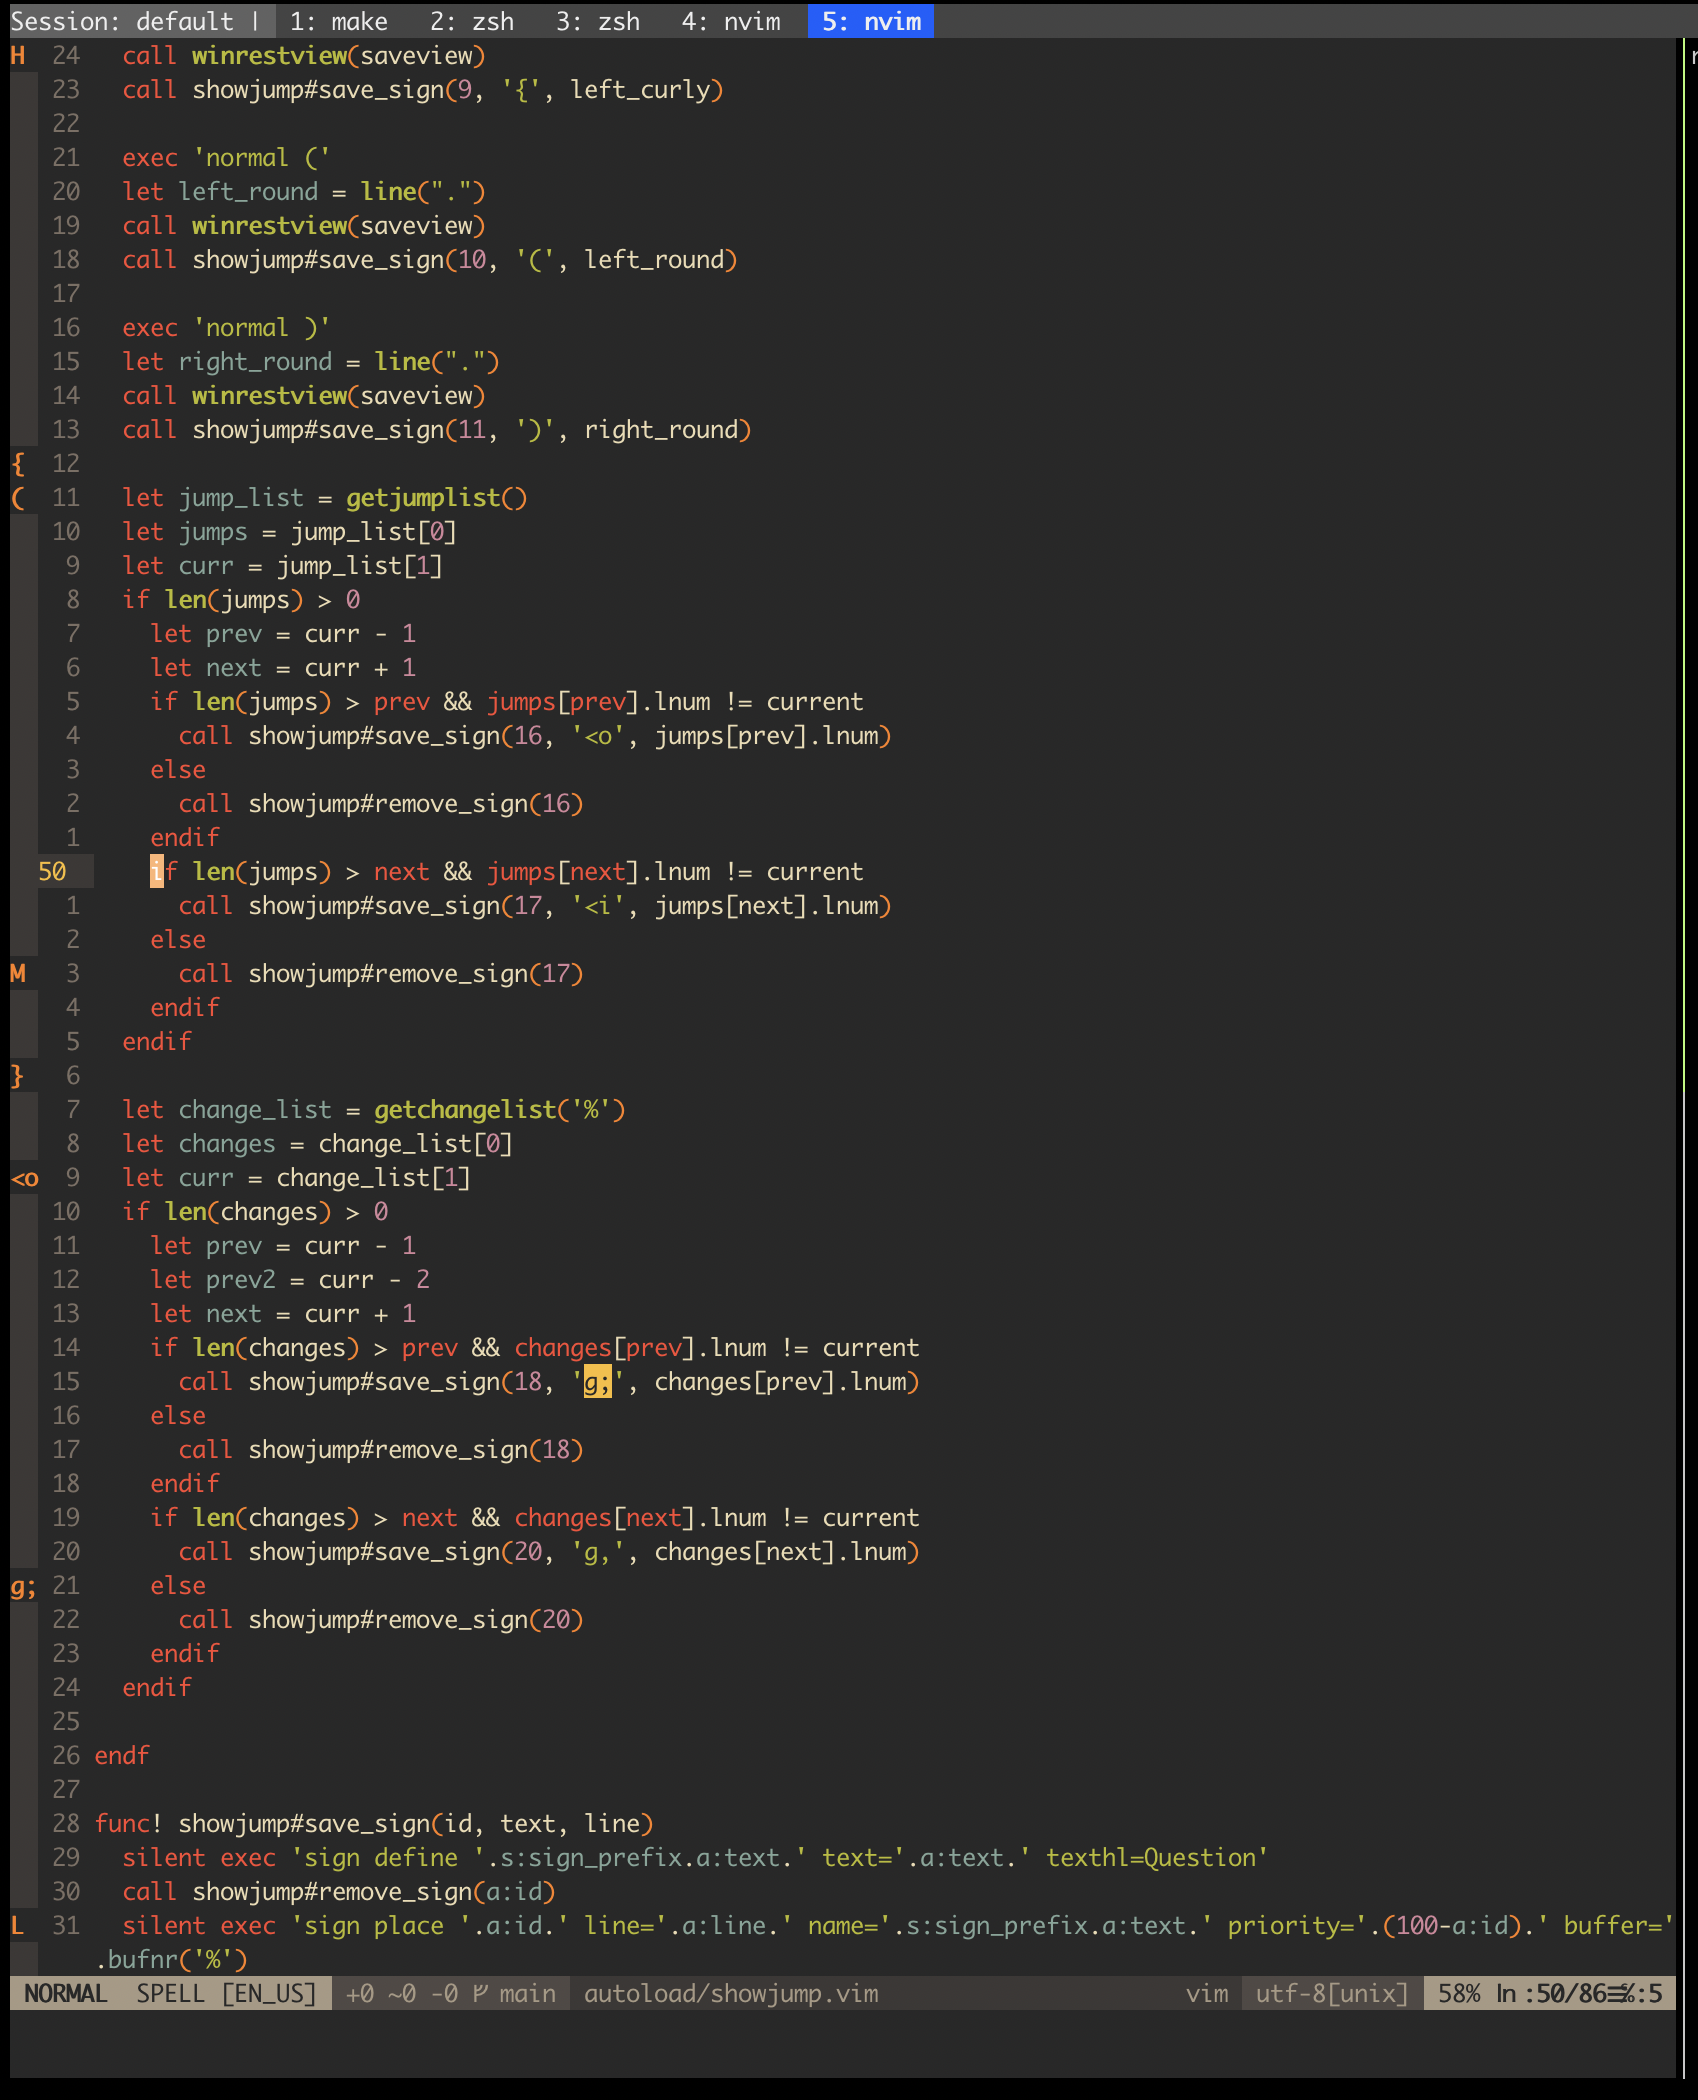 Session: default | 1: make 2: zsh 3: zsh 4: nvim 5: nvim
H 24 call winrestview(saveview)
23 call showjump#save_sign(9, '{', left_curly)
22
21 exec 'normal ('
20 let left_round = line(".")
19 call winrestview(saveview)
18 call showjump#save_sign(10, '(', left_round)
17
16 exec 'normal )'
15 let right_round = line(".")
14 call winrestview(saveview)
13 call showjump#save_sign(11, ')', right_round)
{ 12
( 11 let jump_list = getjumplist()
10 let jumps = jump_list[0]
9 let curr = jump_list[1]
8 if len(jumps) > 0
7 let prev = curr - 1
6 let next = curr + 1
5 if len(jumps) > prev && jumps[prev].lnum != current
4 call showjump#save_sign(16, '<o', jumps[prev].lnum)
3 else
2 call showjump#remove_sign(16)
1 endif
50 if len(jumps) > next && jumps[next].lnum != current
1 call showjump#save_sign(17, '<i', jumps[next].lnum)
2 else
M 3 call showjump#remove_sign(17)
4 endif
5 endif
} 6
7 let change_list = getchangelist('%')
8 let changes = change_list[0]
<o 9 let curr = change_list[1]
10 if len(changes) > 0
11 let prev = curr - 1
12 let prev2 = curr - 2
13 let next = curr + 1
14 if len(changes) > prev && changes[prev].lnum != current
15 call showjump#save_sign(18, 'g;', changes[prev].lnum)
16 else
17 call showjump#remove_sign(18)
18 endif
19 if len(changes) > next && changes[next].lnum != current
20 call showjump#save_sign(20, 'g,', changes[next].lnum)
g; 21 else
22 call showjump#remove_sign(20)
23 endif
24 endif
25
26 endf
27
28 func! showjump#save_sign(id, text, line)
29 silent exec 'sign define '.s:sign_prefix.a:text.' text='.a:text.' texthl=Question'
30 call showjump#remove_sign(a:id)
L 31 silent exec 'sign place '.a:id.' line='.a:line.' name='.s:sign_prefix.a:text.' priority='.(100-a:id).' buffer='
.bufnr('%')
NORMAL SPELL [EN_US] +0 ~0 -0 main autoload/showjump.vim vim utf-8[unix] 58% ln :50/86≡℅:5